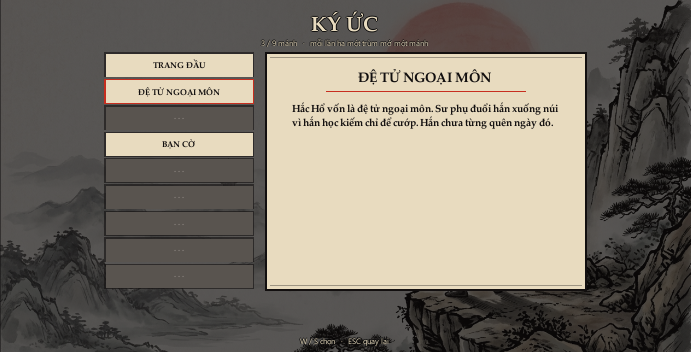 KÝ ỨC
3 / 9 mảnh · mỗi lần hạ một trùm mở một mảnh
TRANG ĐẦU
ĐỆ TỬ NGOẠI MÔN
---
BẠN CỜ
---
---
---
---
---
ĐỆ TỬ NGOẠI MÔN
Hắc Hổ vốn là đệ tử ngoại môn. Sư phụ đuổi hắn xuống núi
vì hắn học kiếm chỉ để cướp. Hắn chưa từng quên ngày đó.
W / S chọn · ESC quay lại